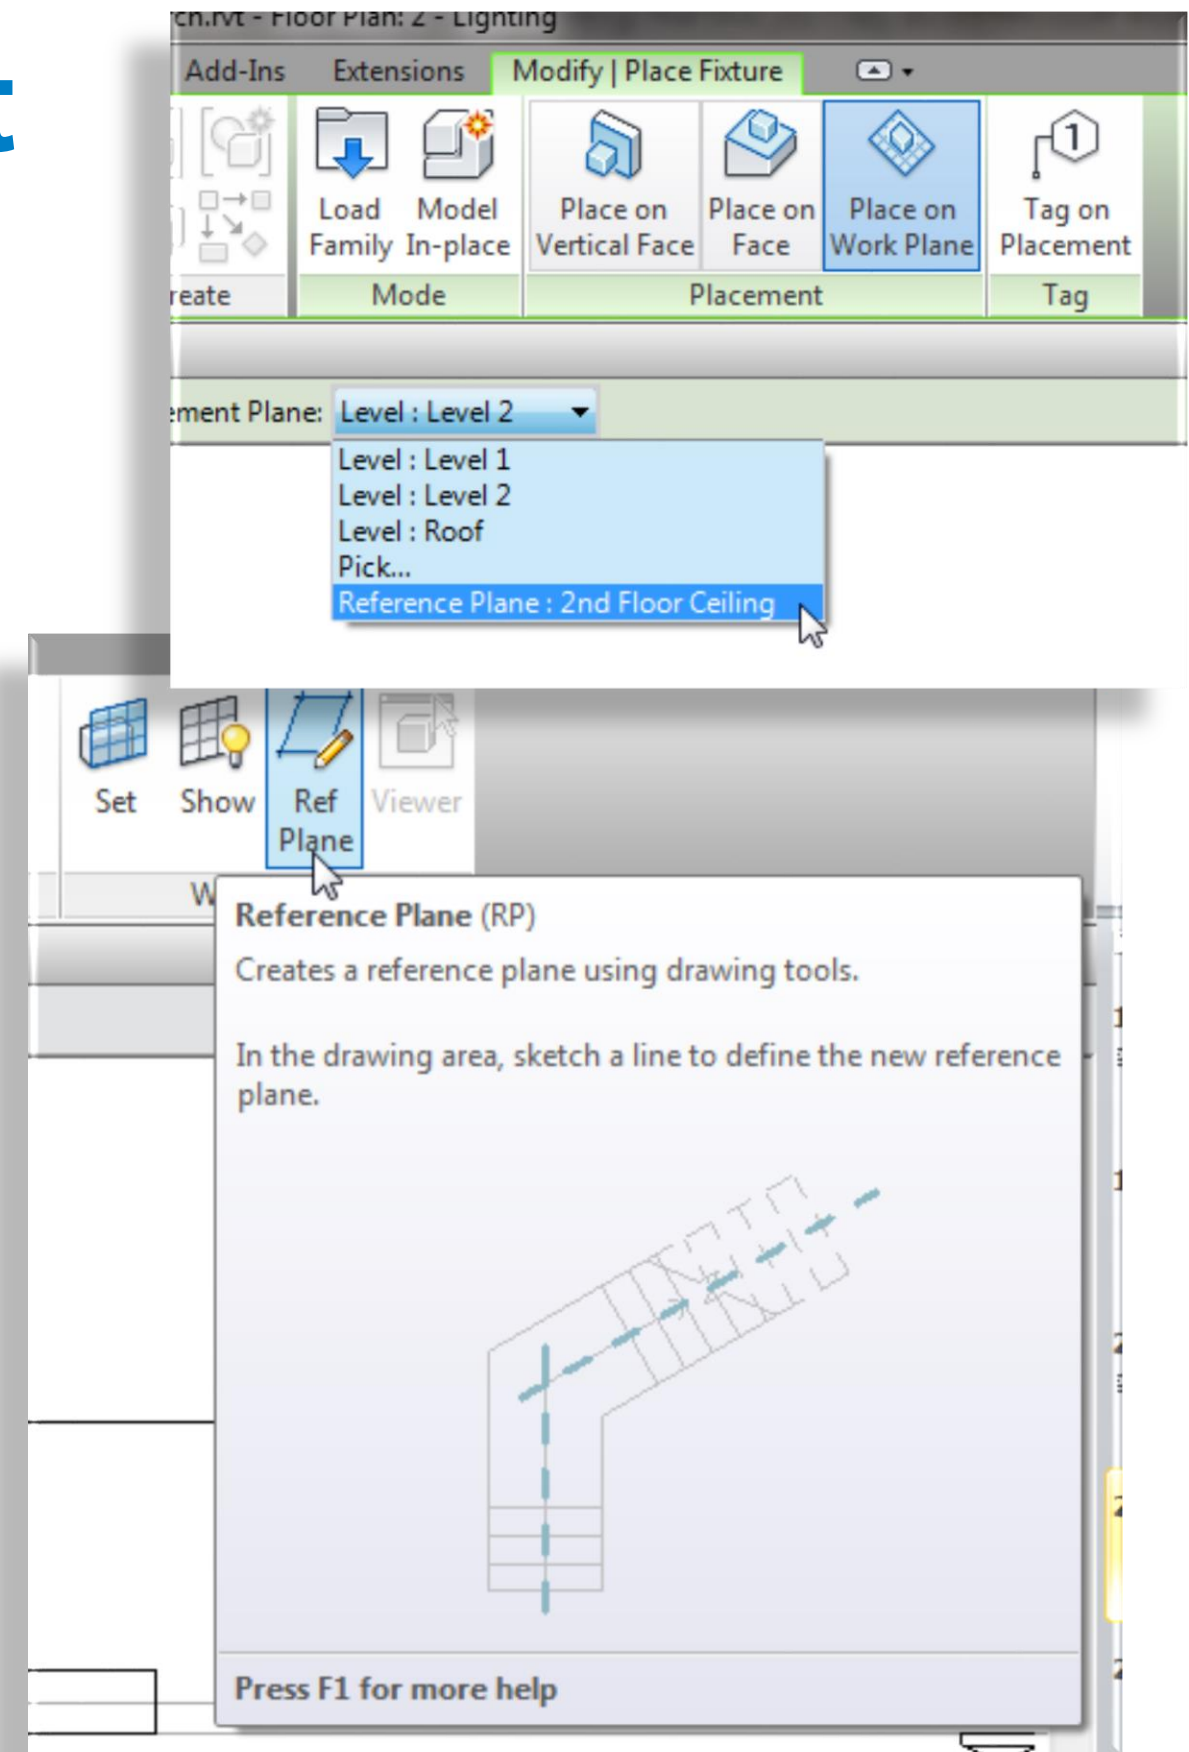 ch.rvt - Floor Plan: 2 - Lighting
t
Add-Ins Extensions Modify | Place Fixture
Load Family
Model In-place
Place on Vertical Face
Place on Face
Place on Work Plane
1
Tag on Placement
reate Mode Placement Tag
ement Plane: Level : Level 2
Level : Level 1
Level : Level 2
Level : Roof
Pick...
Reference Plane : 2nd Floor Ceiling
Set Show Ref Plane Viewer
W
Reference Plane (RP)
Creates a reference plane using drawing tools.
In the drawing area, sketch a line to define the new reference
plane.
Press F1 for more help